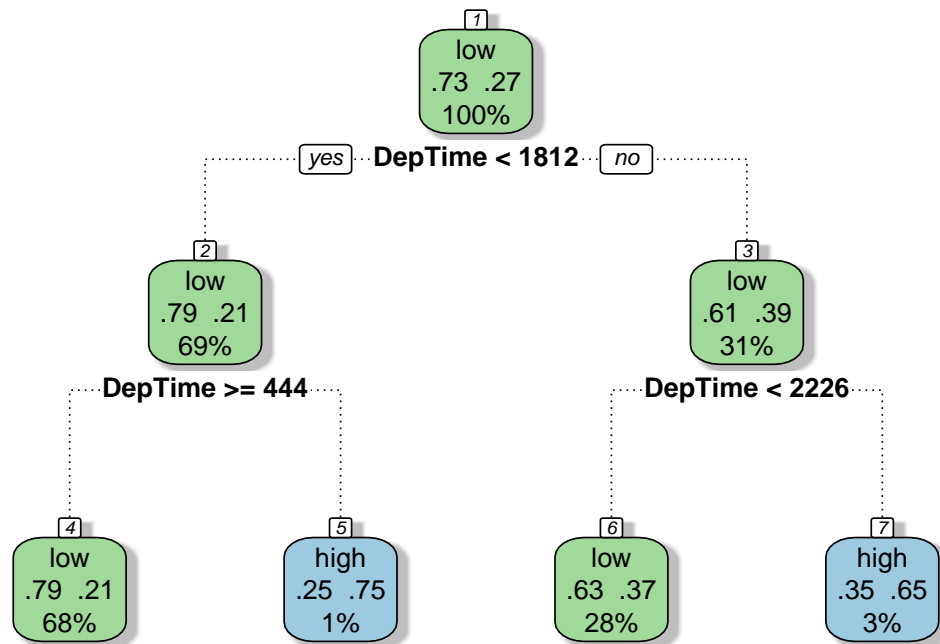 1
low
.73 .27
100%
yes DepTime < 1812 no
2
low
.79 .21
69%
3
low
.61 .39
31%
DepTime >= 444
DepTime < 2226
4
low
.79 .21
68%
5
high
.25 .75
1%
6
low
.63 .37
28%
7
high
.35 .65
3%